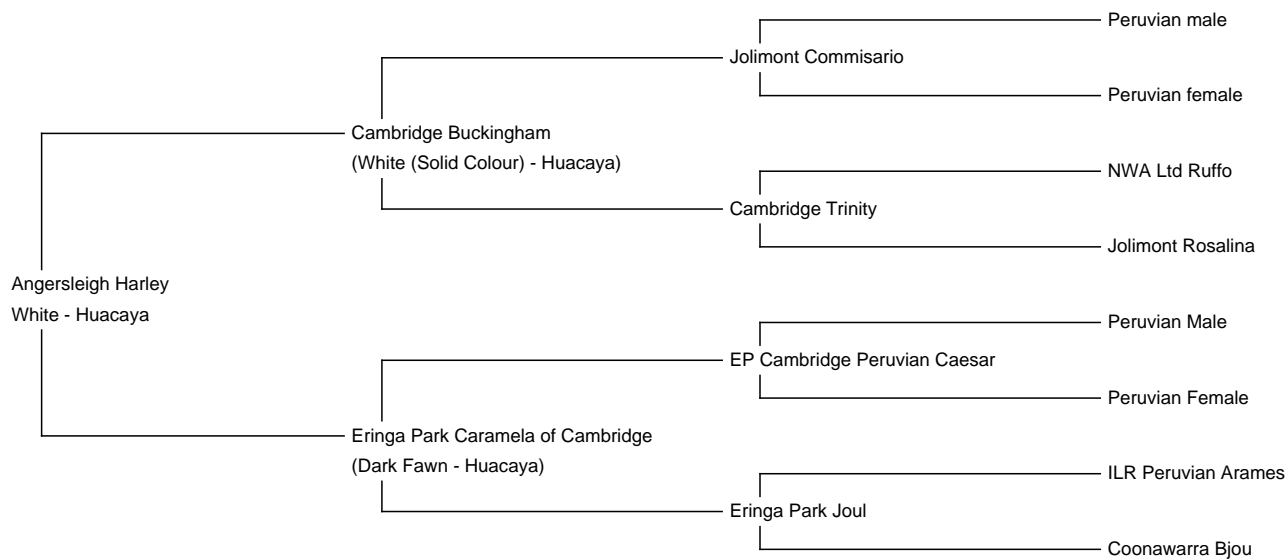 Peruvian male
Jolimont Commisario
Peruvian female
Cambridge Buckingham
(White (Solid Colour) - Huacaya)
NWA Ltd Ruffo
Cambridge Trinity
Jolimont Rosalina
Angersleigh Harley
White - Huacaya
Peruvian Male
EP Cambridge Peruvian Caesar
Peruvian Female
Eringa Park Caramela of Cambridge
(Dark Fawn - Huacaya)
ILR Peruvian Arames
Eringa Park Joul
Coonawarra Bjou